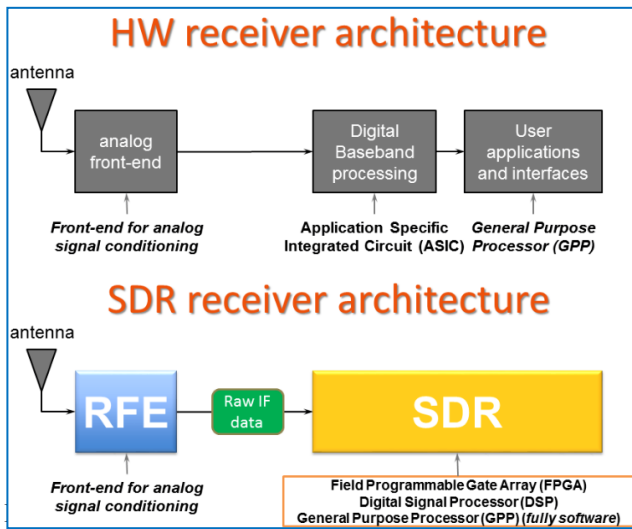 HW receiver architecture
antenna
analog
front-end
Digital
Baseband
processing
User
applications
and interfaces
Front-end for analog
signal conditioning
Application Specific
Integrated Circuit (ASIC)
General Purpose
Processor (GPP)
SDR receiver architecture
antenna
RFE
Raw IF
data
SDR
Front-end for analog
signal conditioning
Field Programmable Gate Array (FPGA)
Digital Signal Processor (DSP)
General Purpose Processor (GPP) (fully software)